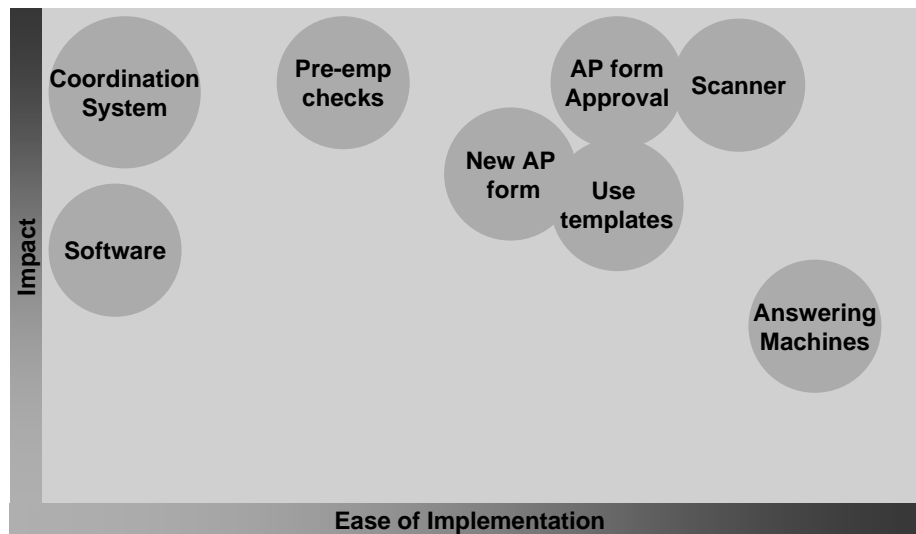 Coordination
System
Pre-emp
checks
AP form
Approval
Scanner
New AP
form
Use
templates
Software
Answering
Machines
Impact
Ease of Implementation